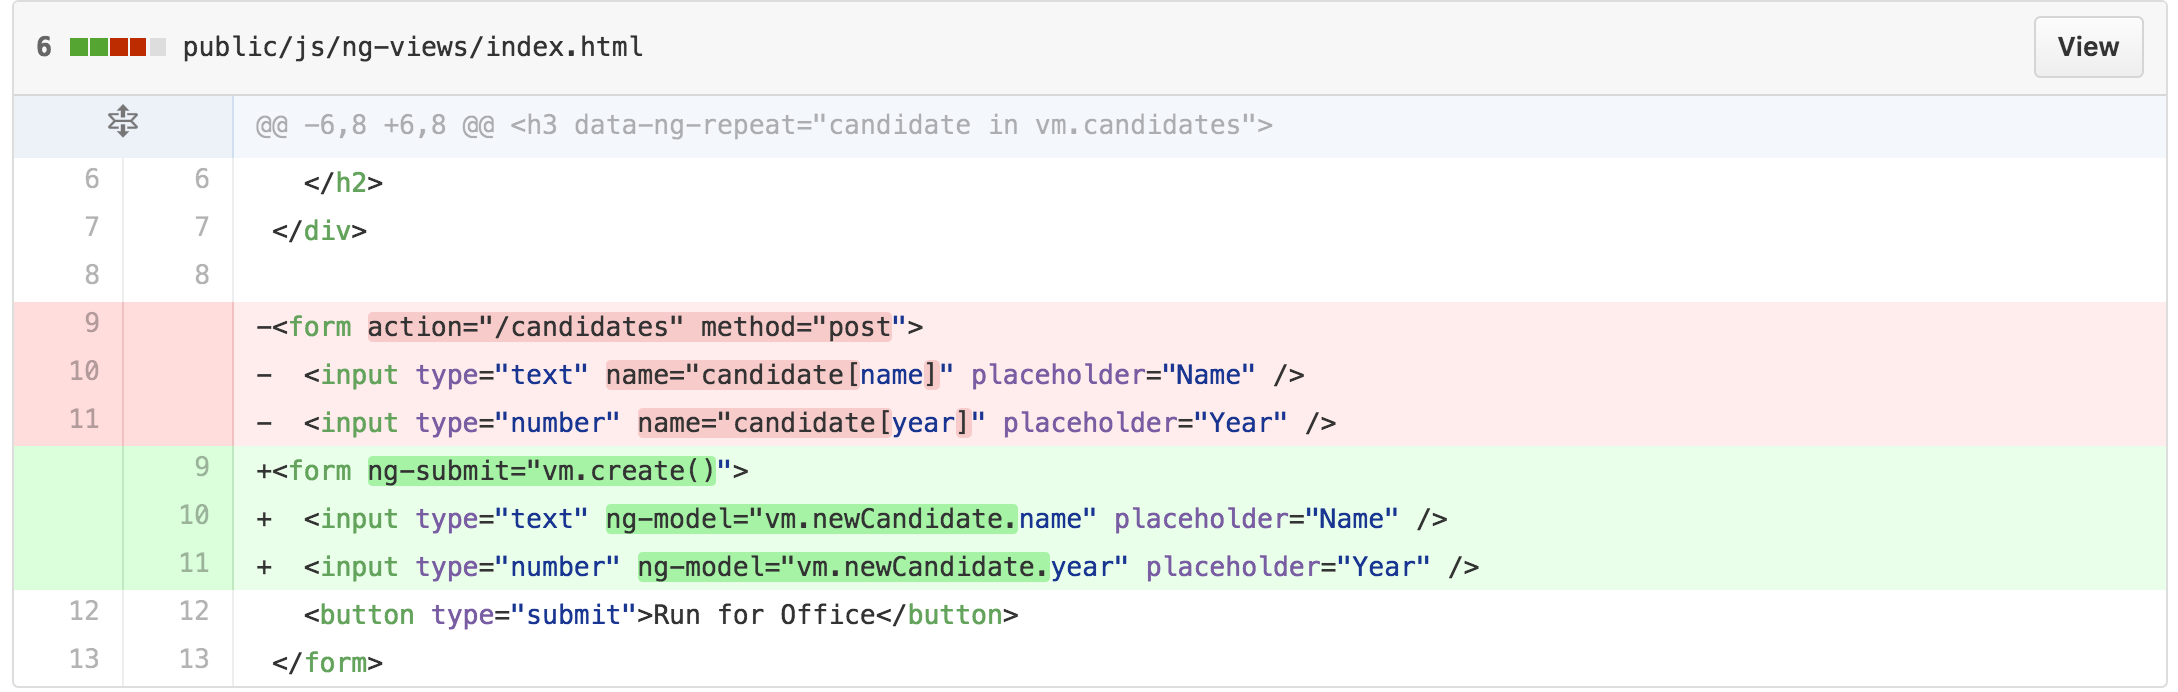 6 public/js/ng-views/index.html View
@@ -6,8 +6,8 @@ <h3 data-ng-repeat="candidate in vm.candidates">
6 6   </h2>
7 7 </div>
8 8
9 -<form action="/candidates" method="post">
10 -  <input type="text" name="candidate[name]" placeholder="Name" />
11 -  <input type="number" name="candidate[year]" placeholder="Year" />
9 +<form ng-submit="vm.create()">
10 +  <input type="text" ng-model="vm.newCandidate.name" placeholder="Name" />
11 +  <input type="number" ng-model="vm.newCandidate.year" placeholder="Year" />
12 12   <button type="submit">Run for Office</button>
13 13 </form>